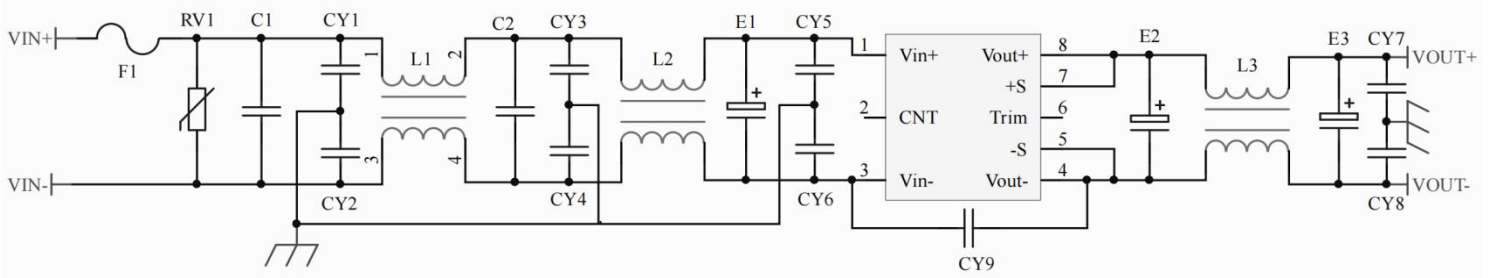 VIN+
F1
RV1
C1
CY1
1
L1
2
C2
CY3
L2
E1
+
CY5
1
Vin+
Vout+
8
E2
+
L3
E3
+
CY7
VOUT+
+S
7
2
CNT
Trim
6
-S
5
VIN-
3
4
CY2
CY4
CY6
3
Vin-
Vout-
4
CY8
VOUT-
CY9